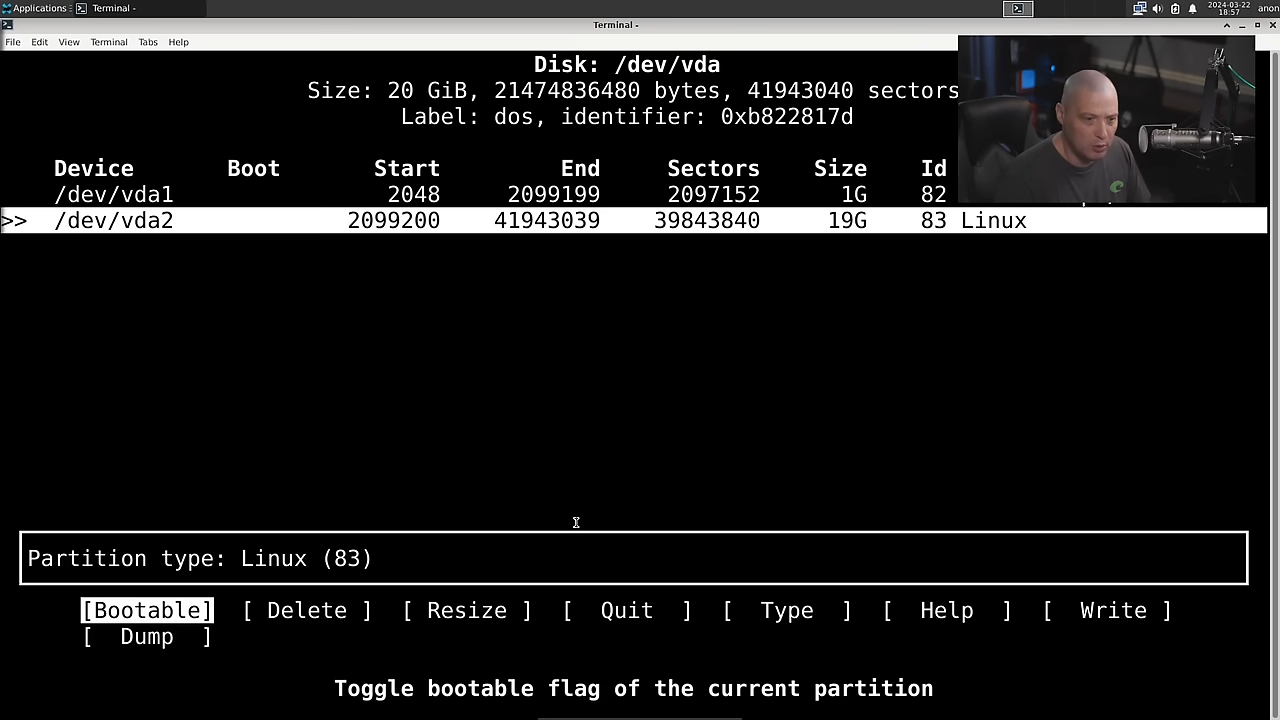 Applications Terminal - 2024-03-22 anon
18:57
Terminal -
File Edit View Terminal Tabs Help
Disk: /dev/vda
Size: 20 GiB, 21474836480 bytes, 41943040 sectors
Label: dos, identifier: 0xb822817d
Device Boot Start End Sectors Size Id
/dev/vda1 2048 2099199 2097152 1G 82
>> /dev/vda2 2099200 41943039 39843840 19G 83 Linux
Partition type: Linux (83)
[Bootable] [ Delete ] [ Resize ] [ Quit ] [ Type ] [ Help ] [ Write ]
[ Dump ]
Toggle bootable flag of the current partition